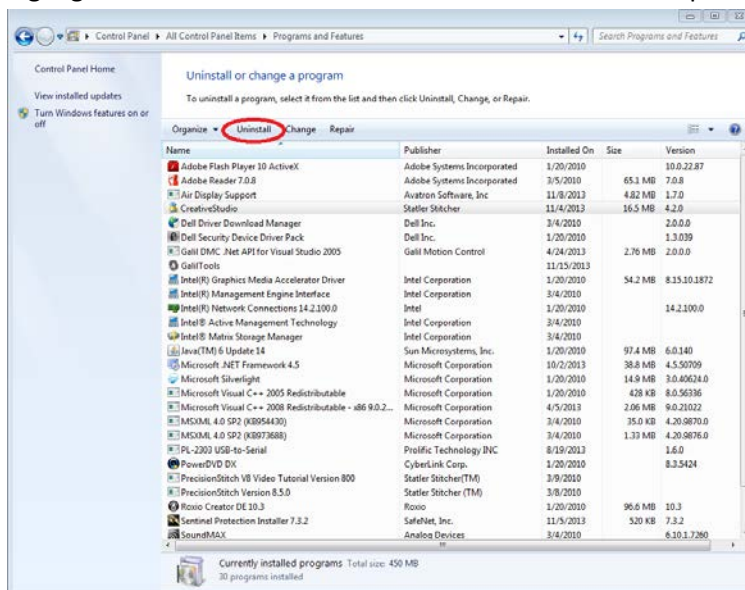 Control Panel ▸ All Control Panel Items ▸ Programs and Features
Search Programs and Features
Control Panel Home
View installed updates
Turn Windows features on or
off
Uninstall or change a program
To uninstall a program, select it from the list and then click Uninstall, Change, or Repair.
Organize Uninstall Change Repair
Name Publisher Installed On Size Version
Adobe Flash Player 10 ActiveX Adobe Systems Incorporated 1/20/2010 10.0.22.87
Adobe Reader 7.0.8 Adobe Systems Incorporated 3/5/2010 65.1 MB 7.0.8
Air Display Support Avatron Software, Inc 11/8/2013 4.82 MB 1.7.0
CreativeStudio Statler Stitcher 11/4/2013 16.5 MB 4.2.0
Dell Driver Download Manager Dell Inc. 3/4/2010 2.0.0.0
Dell Security Device Driver Pack Dell Inc. 1/20/2010 1.3.039
Galil DMC .Net API for Visual Studio 2005 Galil Motion Control 4/24/2013 2.76 MB 2.0.0.0
GalilTools 11/15/2013
Intel(R) Graphics Media Accelerator Driver Intel Corporation 1/20/2010 54.2 MB 8.15.10.1872
Intel(R) Management Engine Interface Intel Corporation 3/4/2010
Intel(R) Network Connections 14.2.100.0 Intel 1/20/2010 14.2.100.0
Intel® Active Management Technology Intel Corporation 3/4/2010
Intel® Matrix Storage Manager Intel Corporation 3/4/2010
Java(TM) 6 Update 14 Sun Microsystems, Inc. 1/20/2010 97.4 MB 6.0.140
Microsoft .NET Framework 4.5 Microsoft Corporation 10/2/2013 38.8 MB 4.5.50709
Microsoft Silverlight Microsoft Corporation 1/20/2010 14.9 MB 3.0.40624.0
Microsoft Visual C++ 2005 Redistributable Microsoft Corporation 1/20/2010 428 KB 8.0.56336
Microsoft Visual C++ 2008 Redistributable - x86 9.0.2... Microsoft Corporation 4/5/2013 2.06 MB 9.0.21022
MSXML 4.0 SP2 (KB954430) Microsoft Corporation 3/4/2010 35.0 KB 4.20.9870.0
MSXML 4.0 SP2 (KB973688) Microsoft Corporation 3/4/2010 1.33 MB 4.20.9876.0
PL-2303 USB-to-Serial Prolific Technology INC 8/19/2013 1.6.0
PowerDVD DX CyberLink Corp. 1/20/2010 8.3.5424
PrecisionStitch V8 Video Tutorial Version 800 Statler Stitcher(TM) 3/9/2010
PrecisionStitch Version 8.5.0 Statler Stitcher (TM) 3/8/2010
Roxio Creator DE 10.3 Roxio 1/20/2010 96.6 MB 10.3
Sentinel Protection Installer 7.3.2 SafeNet, Inc. 11/5/2013 520 KB 7.3.2
SoundMAX Analog Devices 3/4/2010 6.10.1.7260
Currently installed programs Total size: 450 MB
30 programs installed